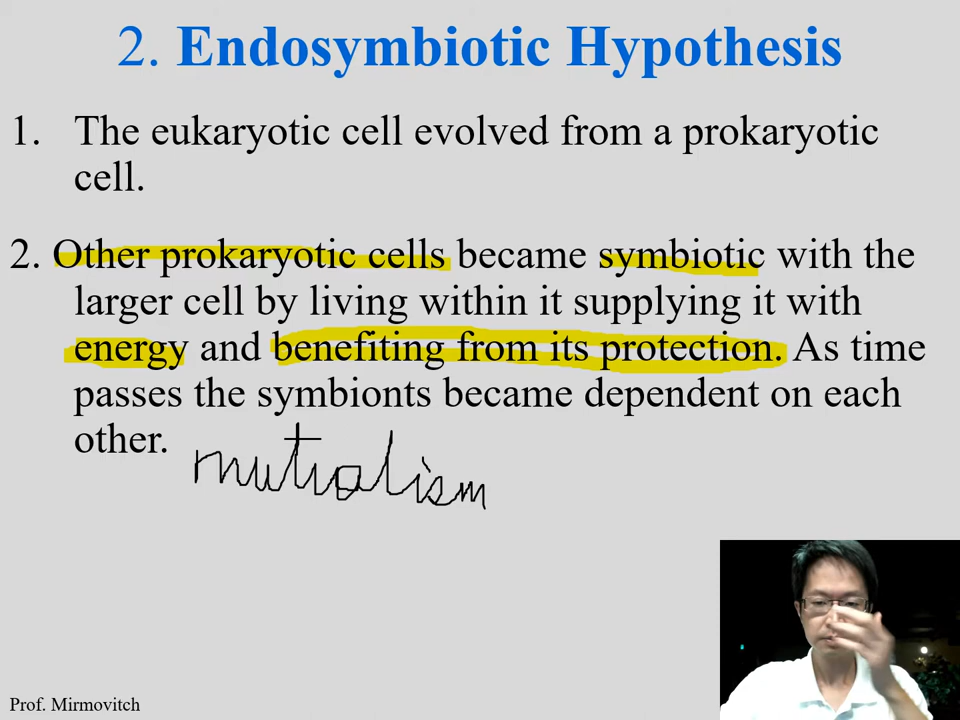 2. Endosymbiotic Hypothesis
1. The eukaryotic cell evolved from a prokaryotic
cell.
2. Other prokaryotic cells became symbiotic with the
larger cell by living within it supplying it with
energy and benefiting from its protection. As time
passes the symbionts became dependent on each
other.
mutualism
Prof. Mirmovitch